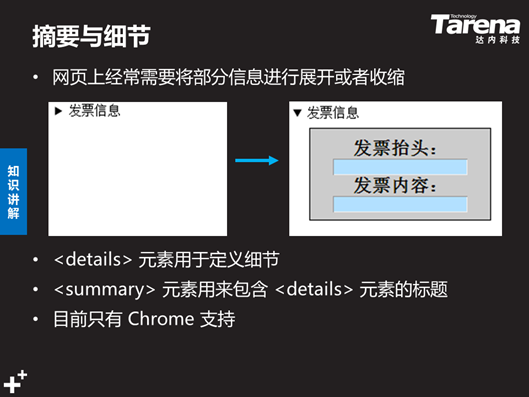 摘要与细节
Technology
Tarena
达内科技
• 网页上经常需要将部分信息进行展开或者收缩
▶ 发票信息
▼ 发票信息
发票抬头：
发票内容：
知识讲解
• <details> 元素用于定义细节
• <summary> 元素用来包含 <details> 元素的标题
• 目前只有 Chrome 支持